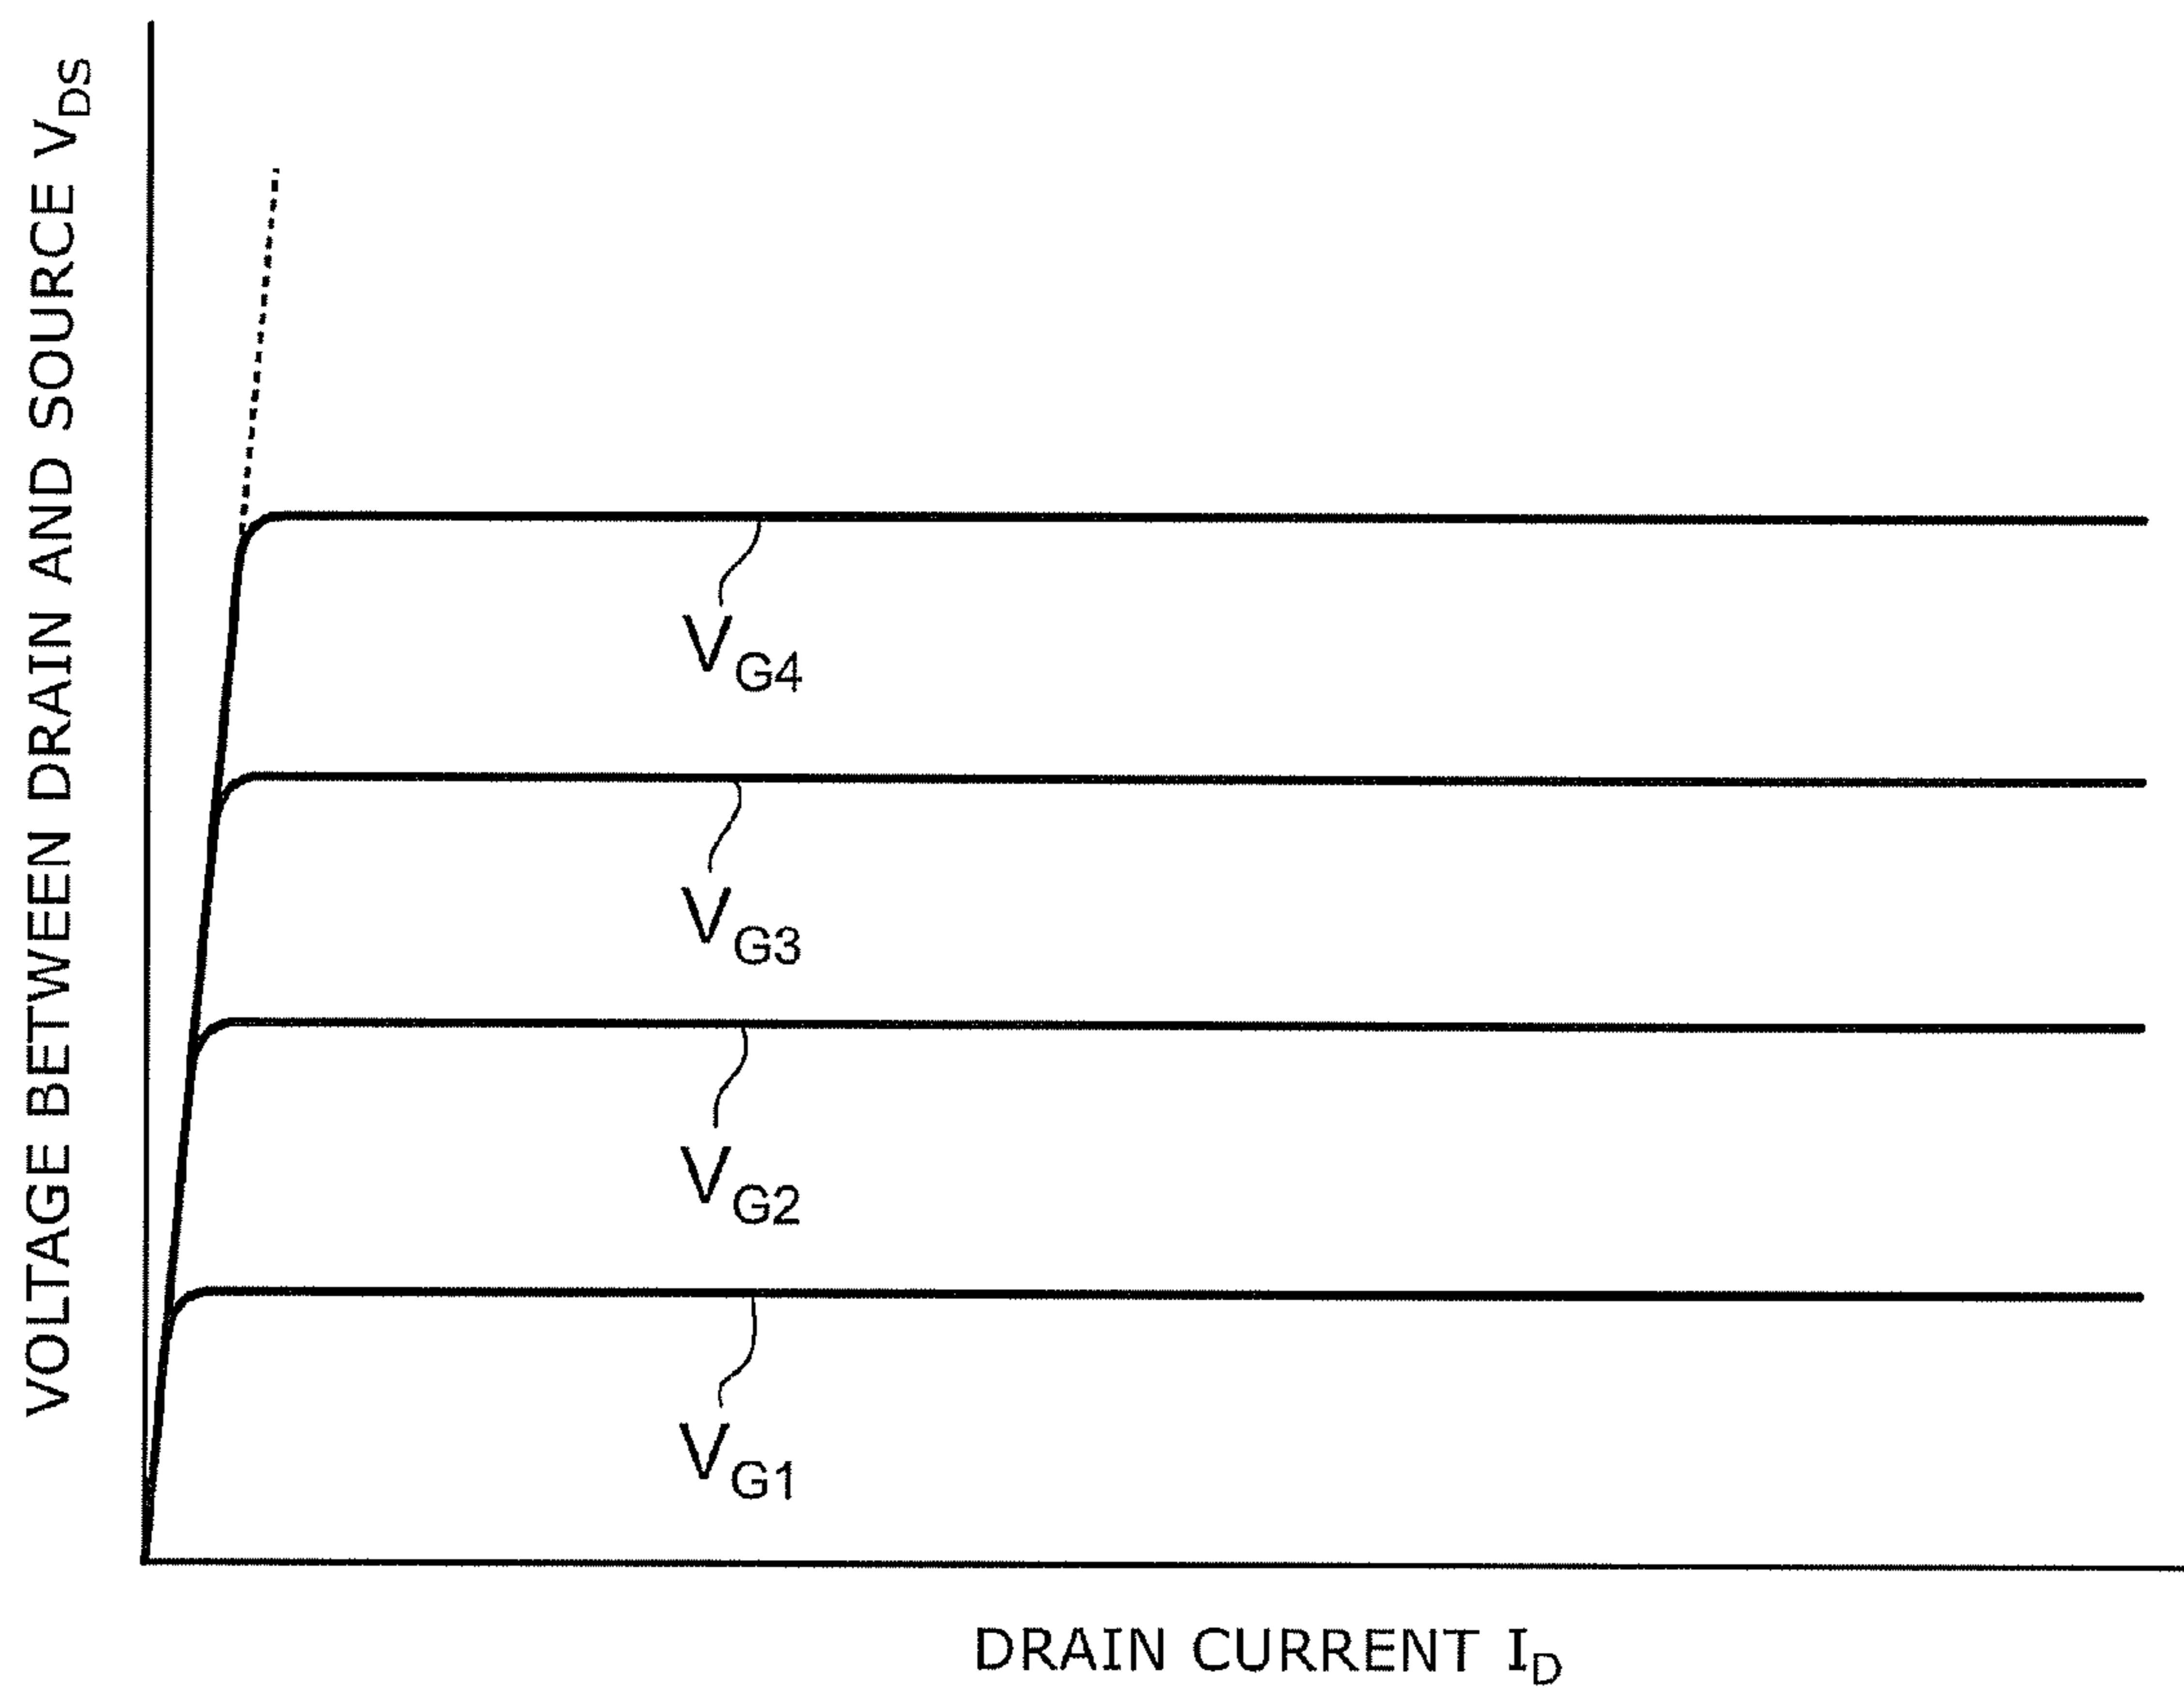 VOLTAGE BETWEEN DRAIN AND SOURCE VDS
VG4
VG3
VG2
VG1
DRAIN CURRENT ID